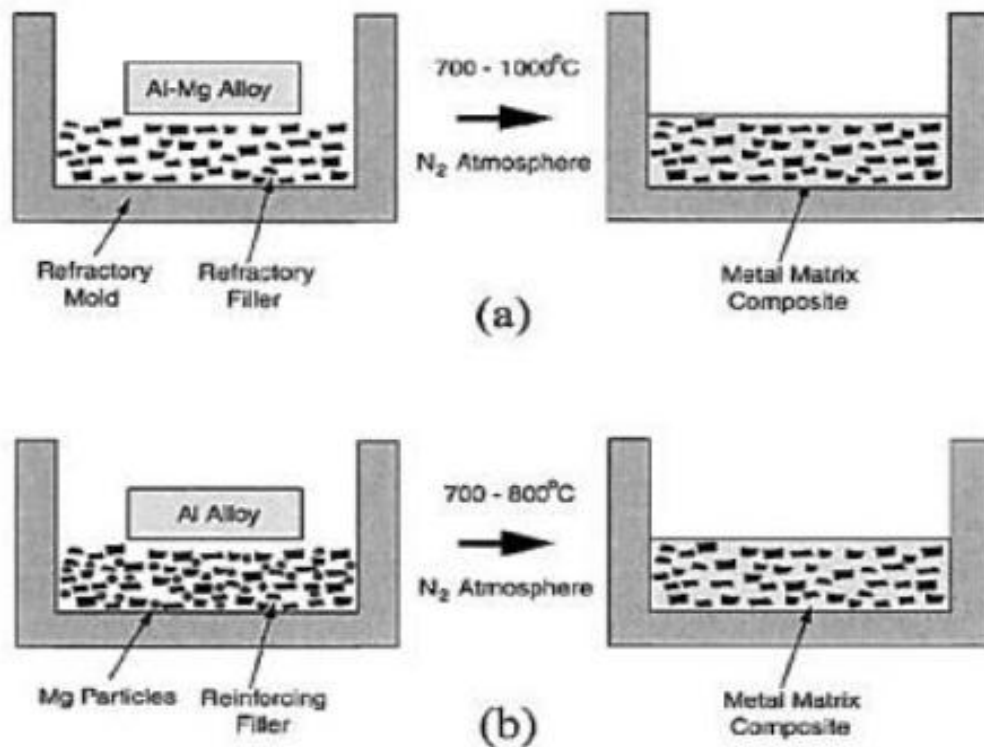 Al-Mg Alloy
700 - 1000°C
N₂ Atmosphere
Refractory
Mold
Refractory
Filler
Metal Matrix
Composite
(a)
Al Alloy
700 - 800°C
N₂ Atmosphere
Mg Particles
Reinforcing
Filler
Metal Matrix
Composite
(b)